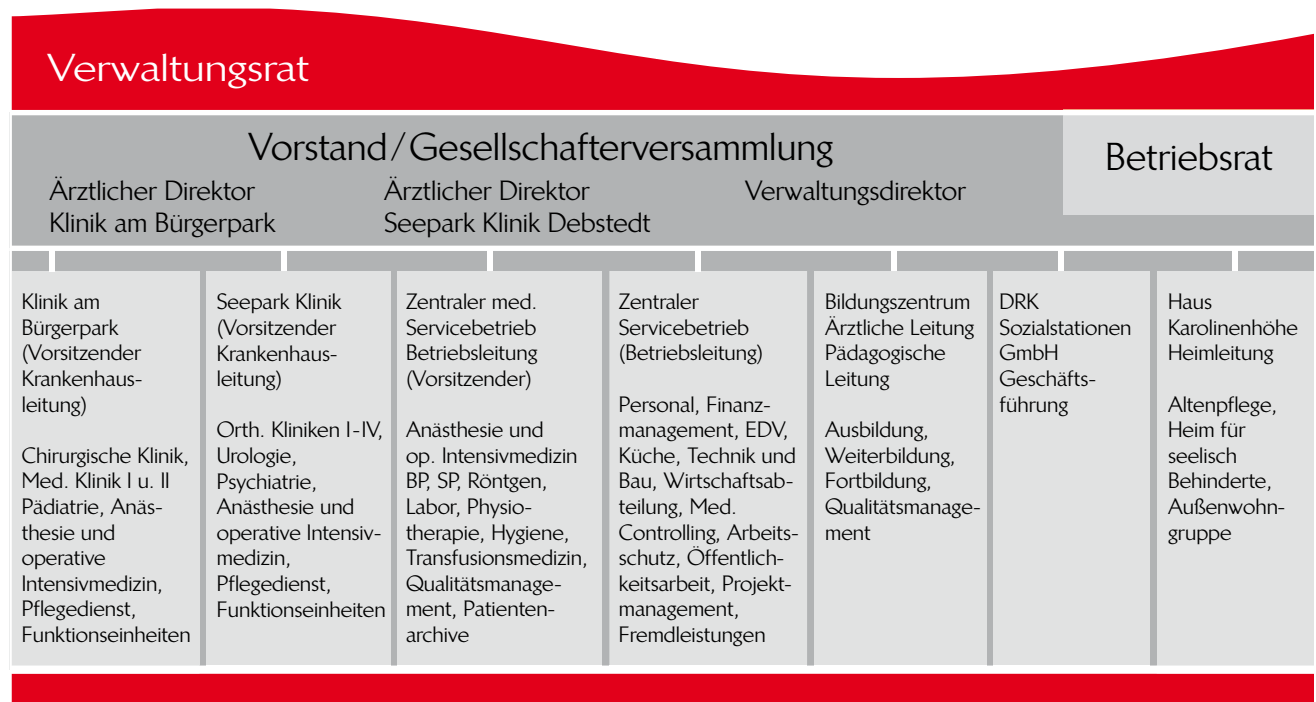 Verwaltungsrat
Vorstand/Gesellschafterversammlung
Ärztlicher Direktor
Klinik am Bürgerpark
Ärztlicher Direktor
Seepark Klinik Debstedt
Verwaltungsdirektor
Betriebsrat
Klinik am
Bürgerpark
(Vorsitzender
Krankenhaus-
leitung)
Chirurgische Klinik,
Med. Klinik I u. II
Pädiatrie, Anäs-
thesie und
operative
Intensivmedizin,
Pflegedienst,
Funktionseinheiten
Seepark Klinik
(Vorsitzender
Krankenhaus-
leitung)
Orth. Kliniken I-IV,
Urologie,
Psychiatrie,
Anästhesie und
operative Intensiv-
medizin,
Pflegedienst,
Funktionseinheiten
Zentraler med.
Servicebetrieb
Betriebsleitung
(Vorsitzender)
Anästhesie und
op. Intensivmedizin
BP, SP, Röntgen,
Labor, Physio-
therapie, Hygiene,
Transfusionsmedizin,
Qualitätsmanage-
ment, Patienten-
archive
Zentraler
Servicebetrieb
(Betriebsleitung)
Personal, Finanz-
management, EDV,
Küche, Technik und
Bau, Wirtschaftsab-
teilung, Med.
Controlling, Arbeits-
schutz, Öffentlich-
keitsarbeit, Projekt-
management,
Fremdleistungen
Bildungszentrum
Ärztliche Leitung
Pädagogische
Leitung
Ausbildung,
Weiterbildung,
Fortbildung,
Qualitätsmanage-
ment
DRK
Sozialstationen
GmbH
Geschäfts-
führung
Haus
Karolinenhöhe
Heimleitung
Altenpflege,
Heim für
seelisch
Behinderte,
Außenwohn-
gruppe